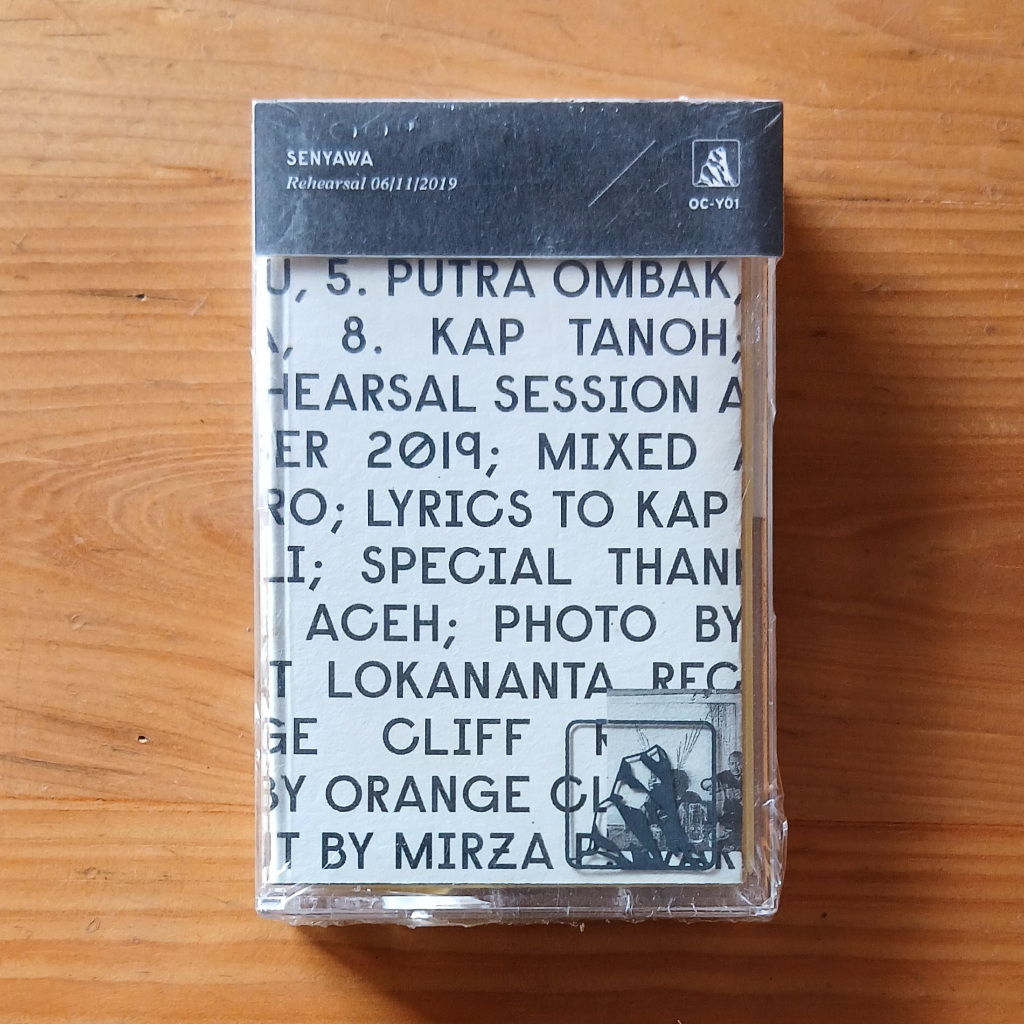 SENYAWA
Rehearsal 06/11/2019
OC-Y01
U, 5. PUTRA OMBAK,
A, 8. KAP TANOH;
HEARSAL SESSION A
ER 2019; MIXED A
RO; LYRICS TO KAP
LI; SPECIAL THAN
ACEH; PHOTO BY
T LOKANANTA REC
GE CLIFF R
BY ORANGE CL
T BY MIRZA